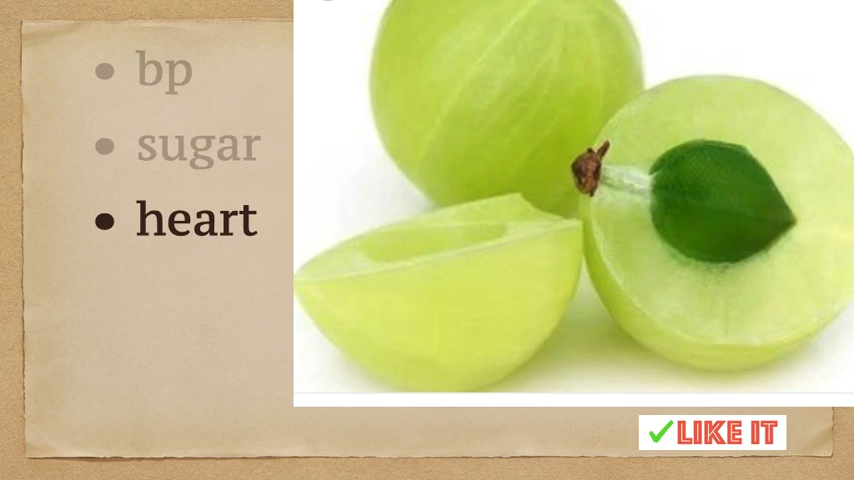 • bp
• sugar
• heart
✓LIKE IT